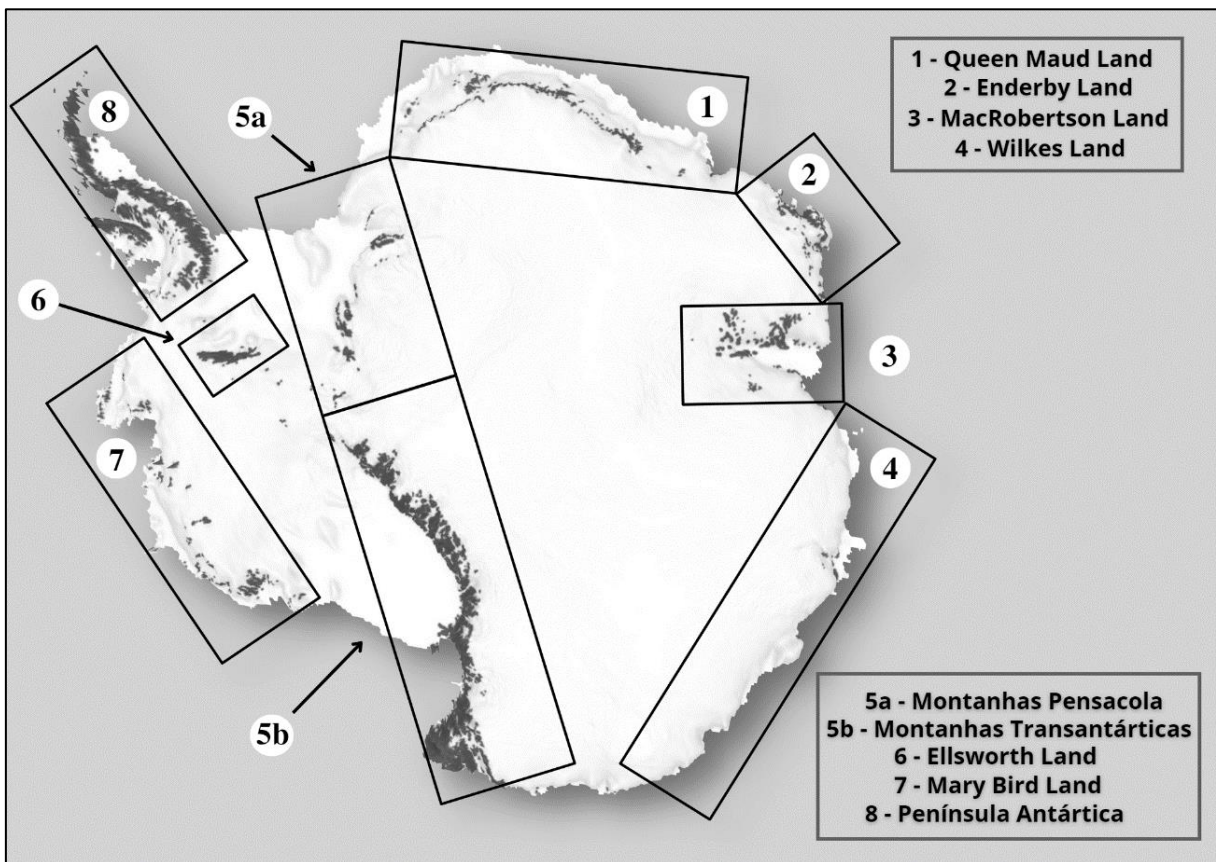 1 - Queen Maud Land
2 - Enderby Land
3 - MacRobertson Land
4 - Wilkes Land
1
8
5a
2
6
3
7
4
5b
5a - Montanhas Pensacola
5b - Montanhas Transantárticas
6 - Ellsworth Land
7 - Mary Bird Land
8 - Península Antártica